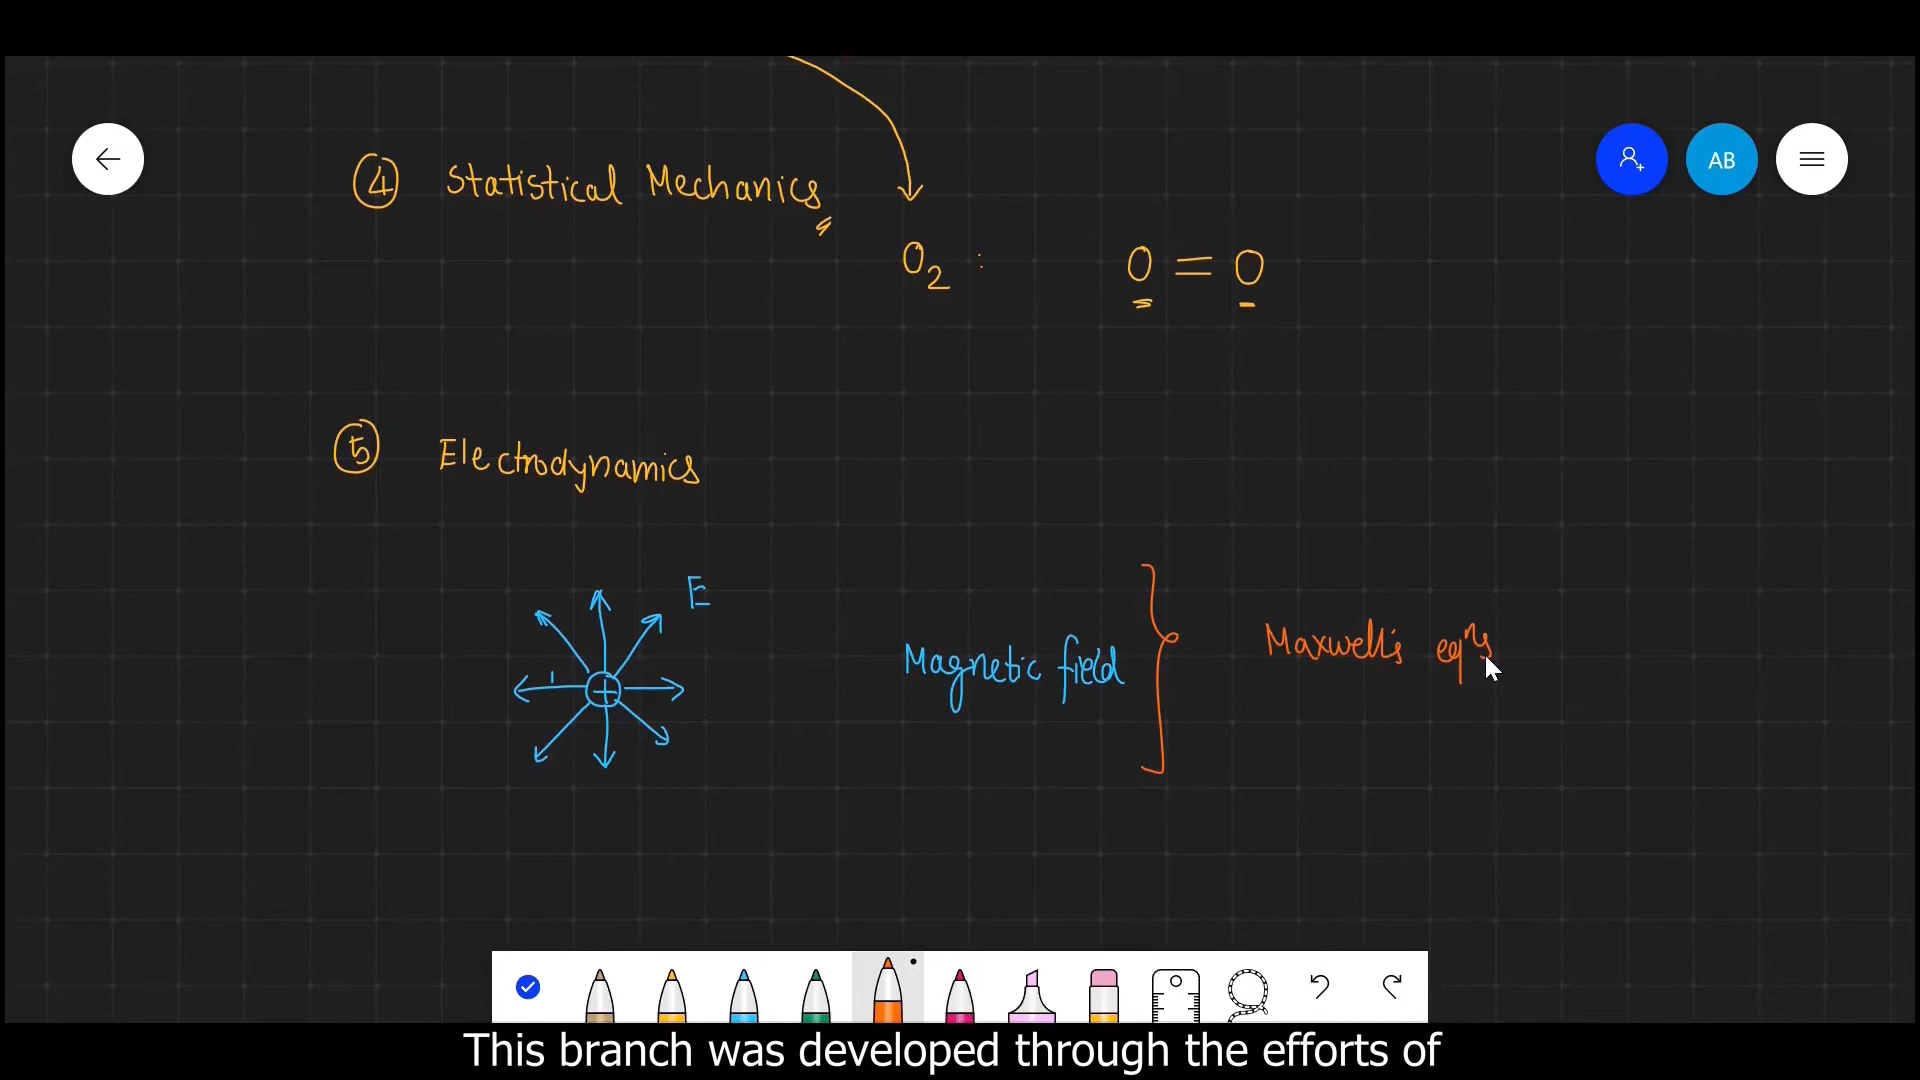 AB
④ Statistical Mechanics
O₂ : O = O
⑤ Electrodynamics
E
+
Magnetic field
Maxwell's eqⁿs
This branch was developed through the efforts of